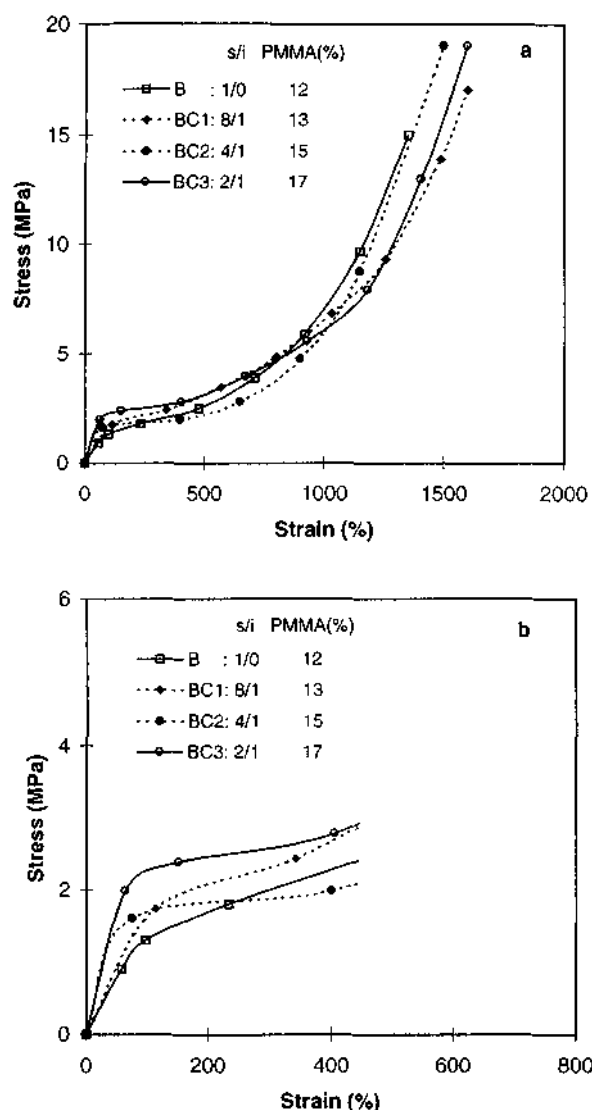 20
a
s/i PMMA(%)
B : 1/0 12
BC1: 8/1 13
15
BC2: 4/1 15
BC3: 2/1 17
Stress (MPa)
10
5
0
0 500 1000 1500 2000
Strain (%)
6
b
s/i PMMA(%)
B : 1/0 12
BC1: 8/1 13
BC2: 4/1 15
BC3: 2/1 17
4
Stress (MPa)
2
0
0 200 400 600 800
Strain (%)